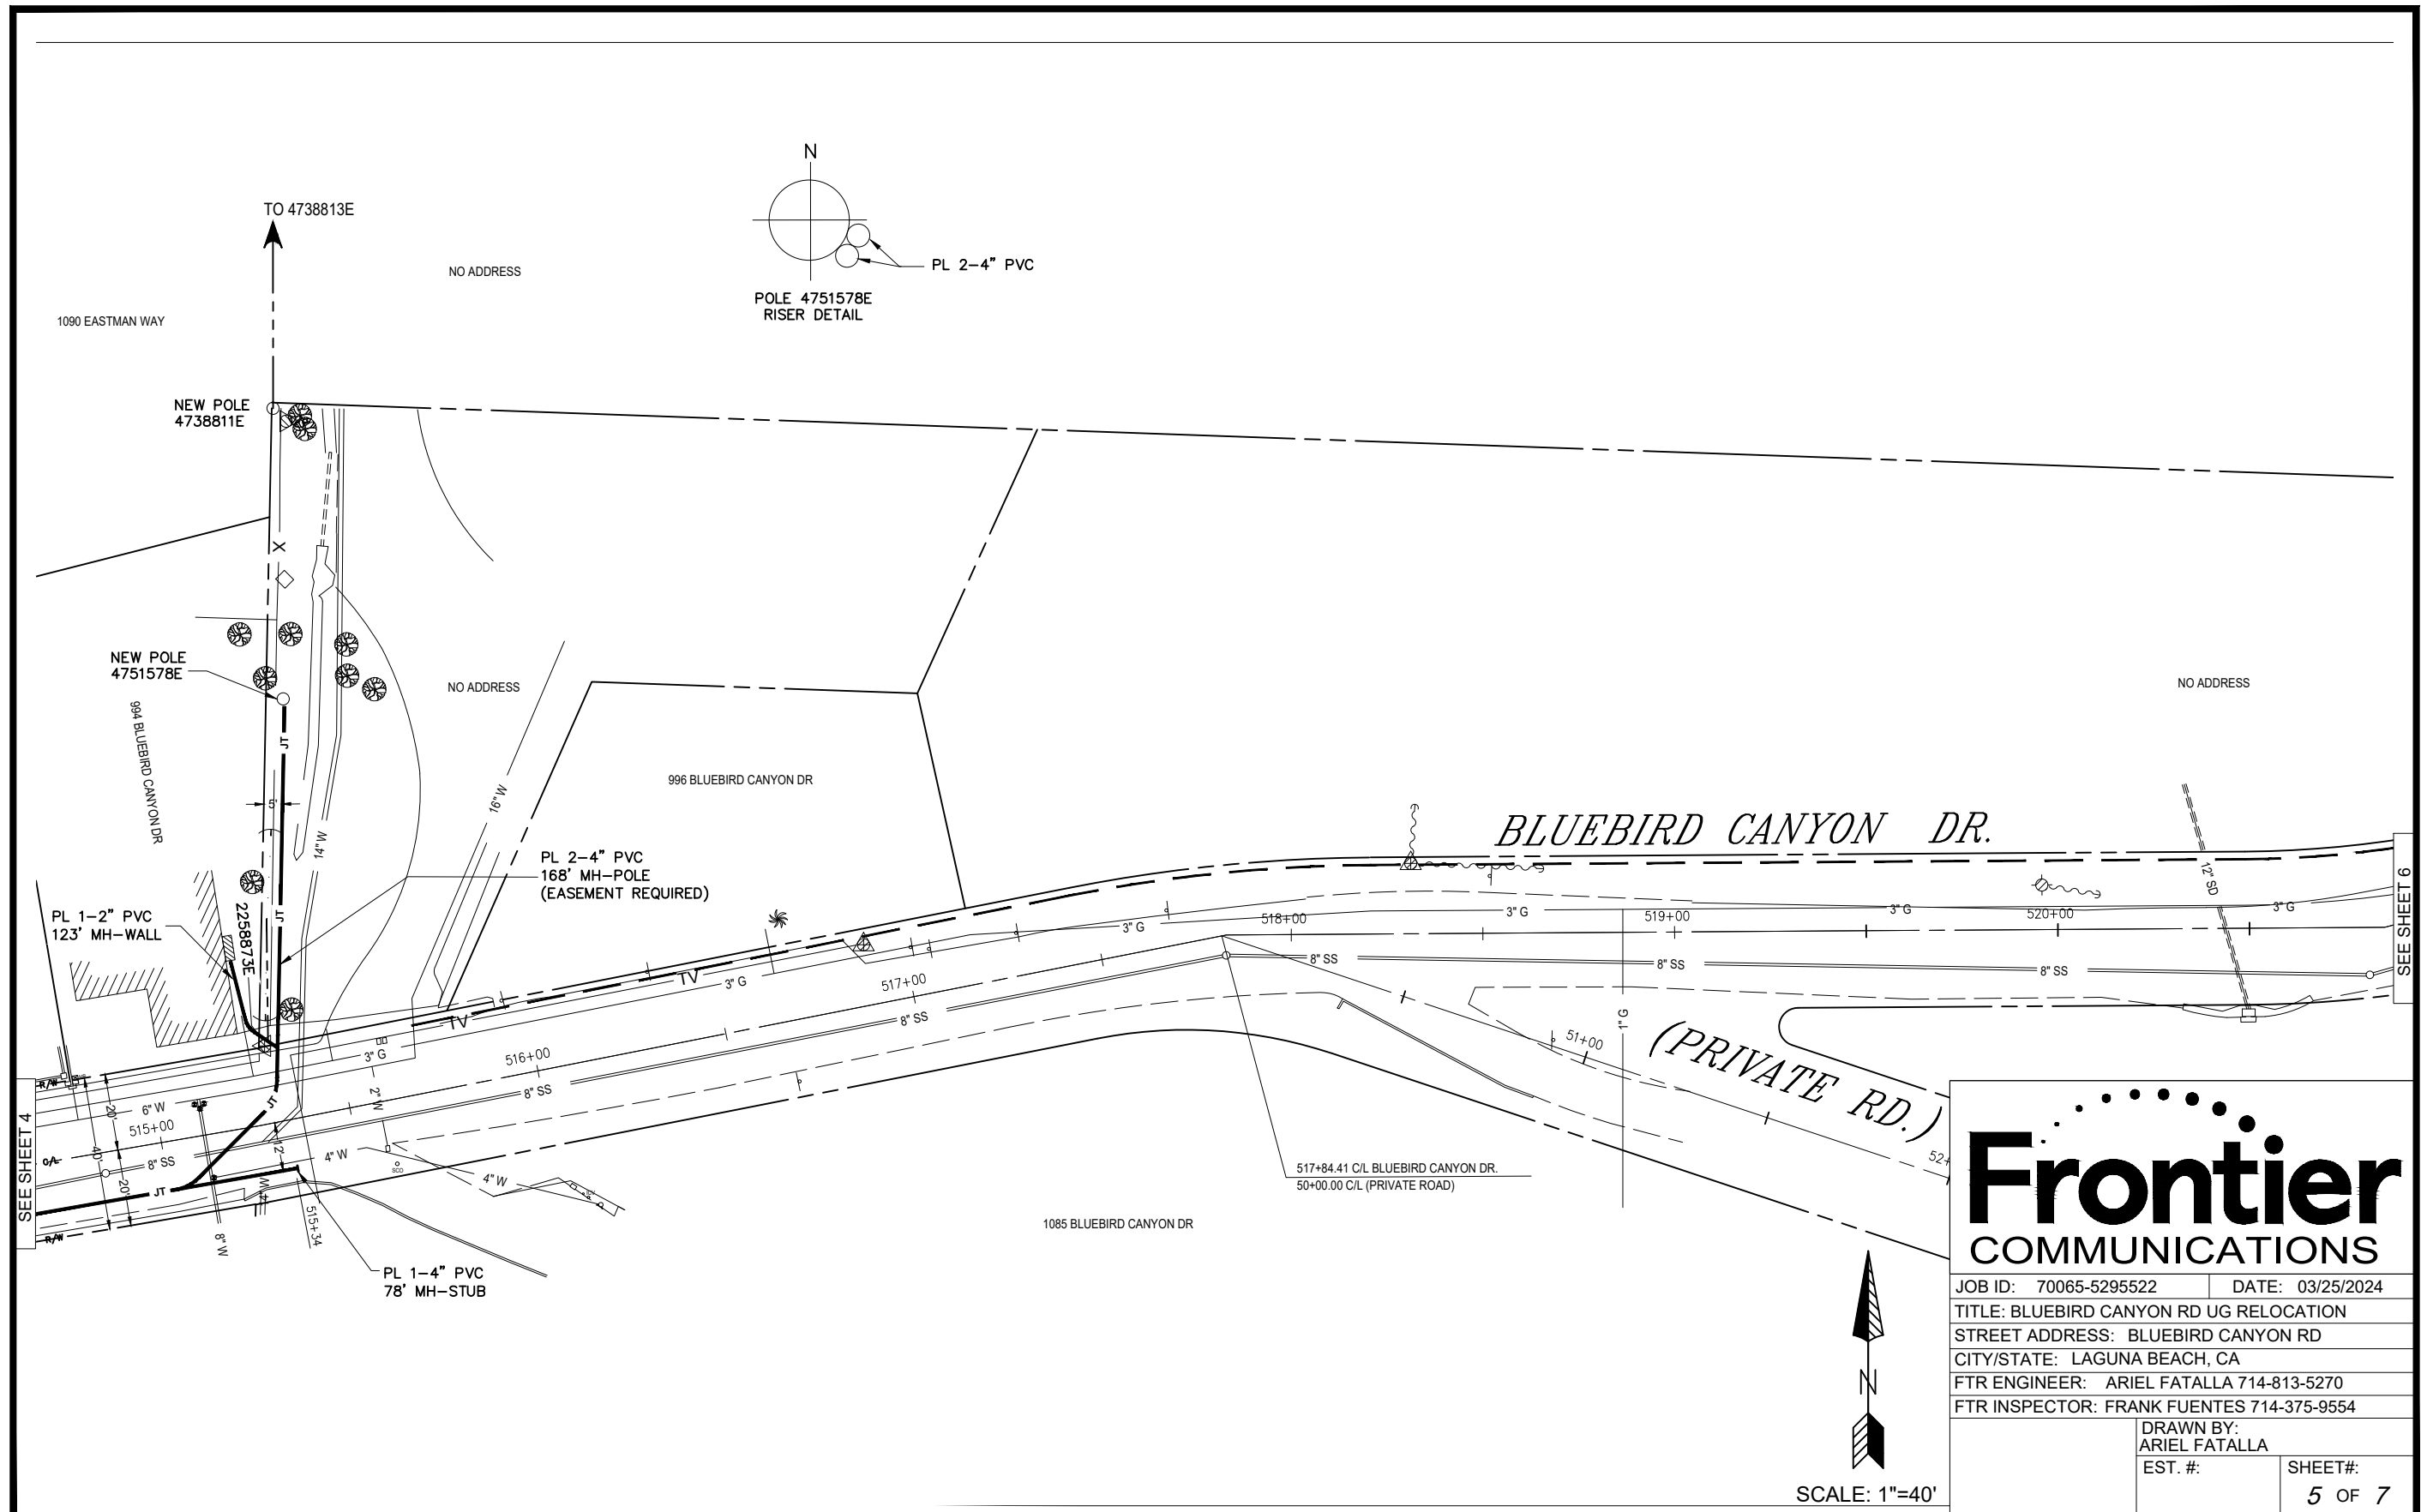 N
TO 4738813E
NO ADDRESS
PL 2-4" PVC
POLE 4751578E
RISER DETAIL
1090 EASTMAN WAY
NEW POLE
4738811E
X
NEW POLE
4751578E
NO ADDRESS
NO ADDRESS
994 BLUEBIRD CANYON DR
JT
5'
16" W
996 BLUEBIRD CANYON DR
14" W
BLUEBIRD CANYON DR.
PL 2-4" PVC
168' MH-POLE
(EASEMENT REQUIRED)
12" SD
SEE SHEET 6
PL 1-2" PVC
123' MH-WALL
2258873E
JT
3" G
518+00
3" G
519+00
3" G
520+00
3" G
TV
3" G
517+00
8" SS
8" SS
8" SS
TV
8" SS
1" G
51+00
(PRIVATE RD.)
3" G
516+00
8" SS
2" W
R/W
20'
6" W
JT
515+00
SEE SHEET 4
C/L
40'
8" SS
12'
4" W
SCO
20'
JT
4" W
4" W
52+
517+84.41 C/L BLUEBIRD CANYON DR.
50+00.00 C/L (PRIVATE ROAD)
R/W
8" W
515+34
1085 BLUEBIRD CANYON DR
PL 1-4" PVC
78' MH-STUB
N
SCALE: 1"=40'
Frontier
COMMUNICATIONS
JOB ID: 70065-5295522 DATE: 03/25/2024
TITLE: BLUEBIRD CANYON RD UG RELOCATION
STREET ADDRESS: BLUEBIRD CANYON RD
CITY/STATE: LAGUNA BEACH, CA
FTR ENGINEER: ARIEL FATALLA 714-813-5270
FTR INSPECTOR: FRANK FUENTES 714-375-9554
DRAWN BY:
ARIEL FATALLA
EST. #: SHEET#:
5 OF 7